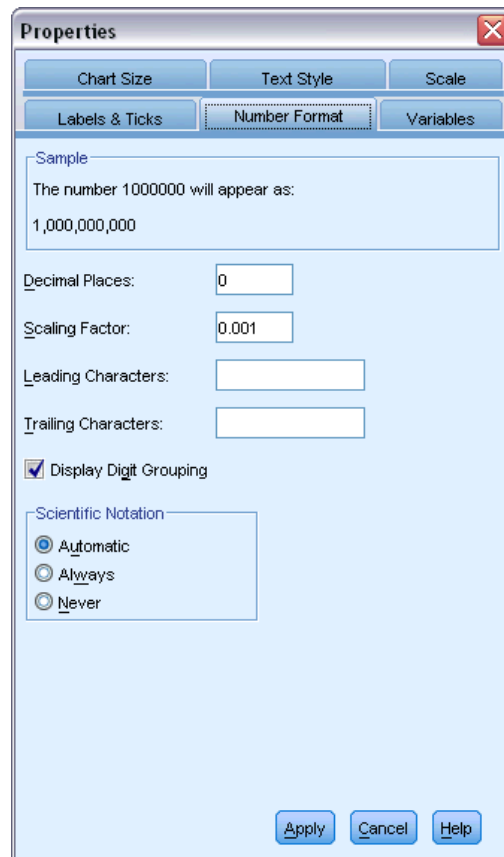 Properties
Chart Size Text Style Scale
Labels & Ticks Number Format Variables
Sample
The number 1000000 will appear as:
1,000,000,000
Decimal Places: 0
Scaling Factor: 0.001
Leading Characters:
Trailing Characters:
Display Digit Grouping
Scientific Notation
Automatic
Always
Never
Apply Cancel Help